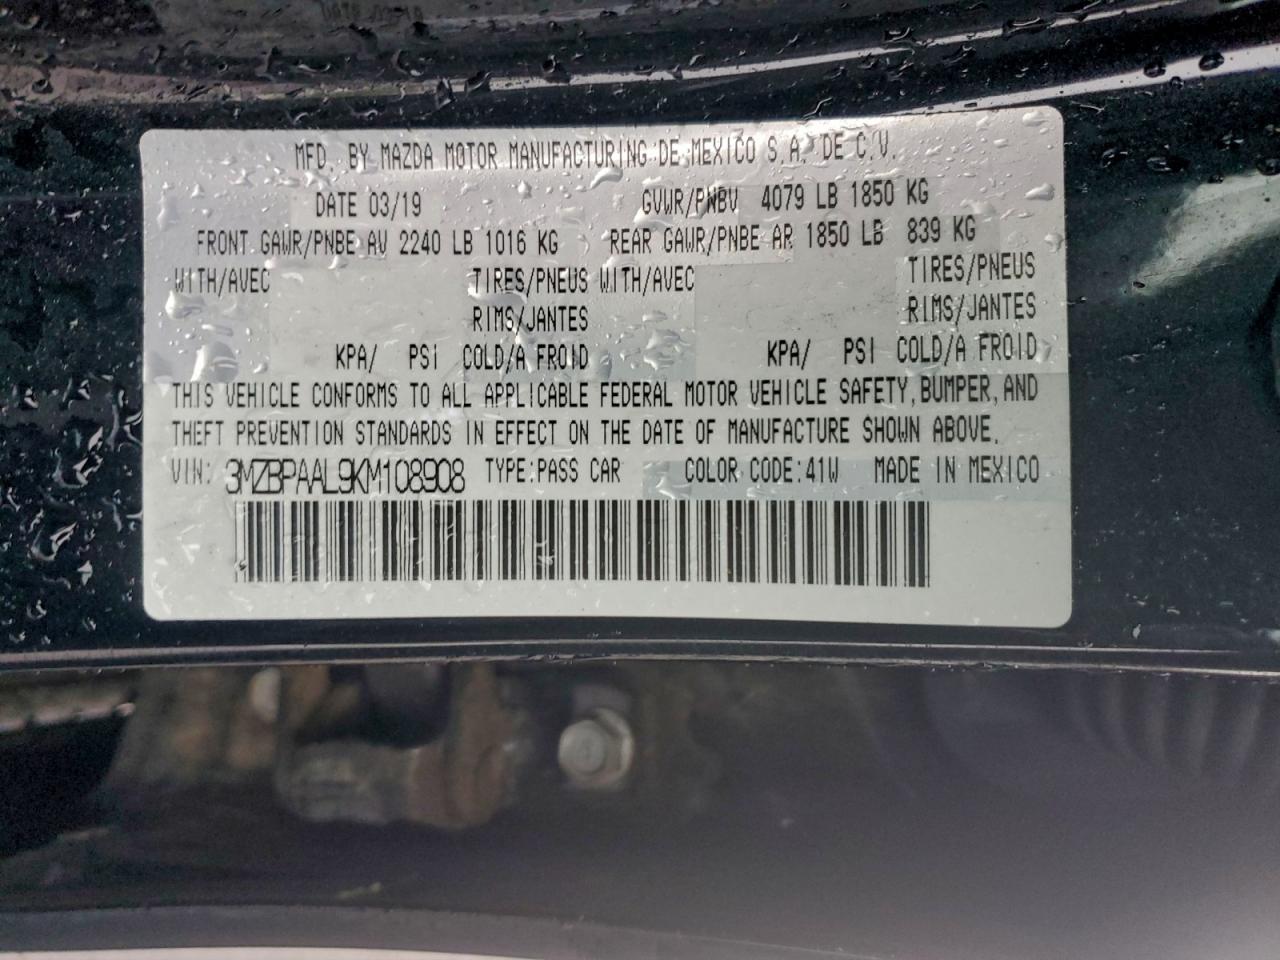 MFD. BY MAZDA MOTOR MANUFACTURING DE MEXICO S.A. DE C.V.
DATE 03/19 GVWR/PNBV 4079 LB 1850 KG
FRONT GAWR/PNBE AV 2240 LB 1016 KG REAR GAWR/PNBE AR 1850 LB 839 KG
WITH/AVEC TIRES/PNEUS WITH/AVEC TIRES/PNEUS
RIMS/JANTES RIMS/JANTES
KPA/ PSI COLD/A FROID KPA/ PSI COLD/A FROID
THIS VEHICLE CONFORMS TO ALL APPLICABLE FEDERAL MOTOR VEHICLE SAFETY, BUMPER, AND
THEFT PREVENTION STANDARDS IN EFFECT ON THE DATE OF MANUFACTURE SHOWN ABOVE.
VIN: 3MZBPAAL9KM108908 TYPE:PASS CAR COLOR CODE:41W MADE IN MEXICO